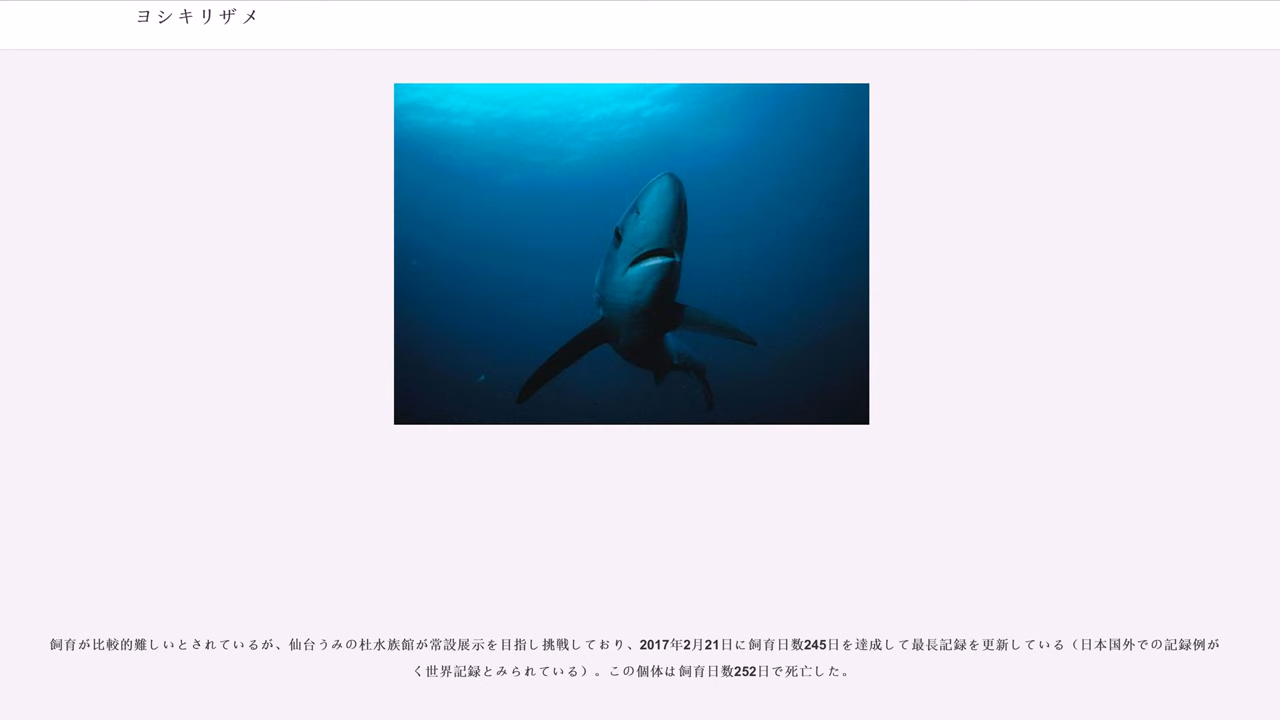 ヨシキリザメ
飼育が比較的難しいとされているが、仙台うみの杜水族館が常設展示を目指し挑戦しており、2017年2月21日に飼育日数245日を達成して最長記録を更新している（日本国外での記録例が
く世界記録とみられている）。この個体は飼育日数252日で死亡した。